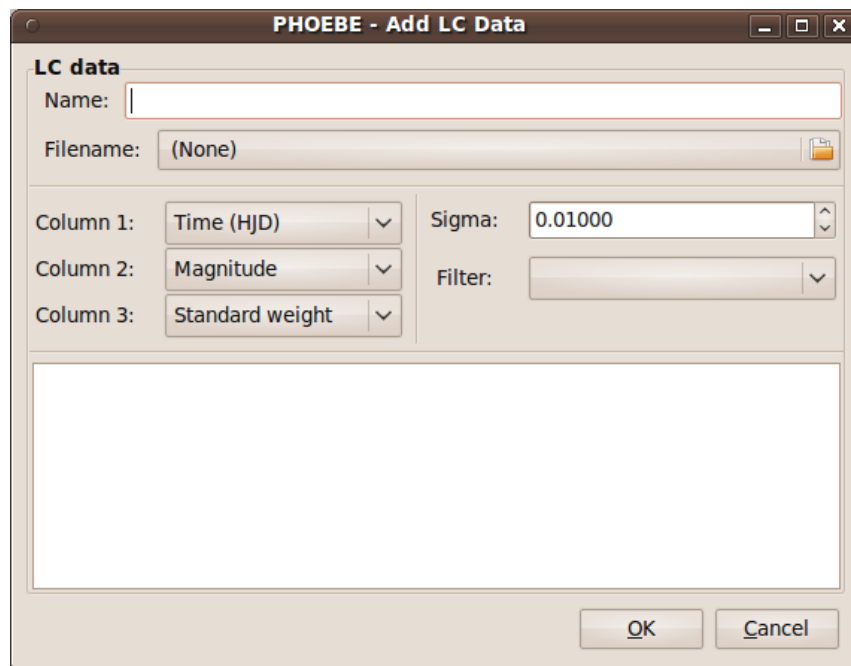 PHOEBE - Add LC Data
LC data
Name:
Filename: (None)
Column 1: Time (HJD) Sigma: 0.01000
Column 2: Magnitude Filter:
Column 3: Standard weight
OK Cancel